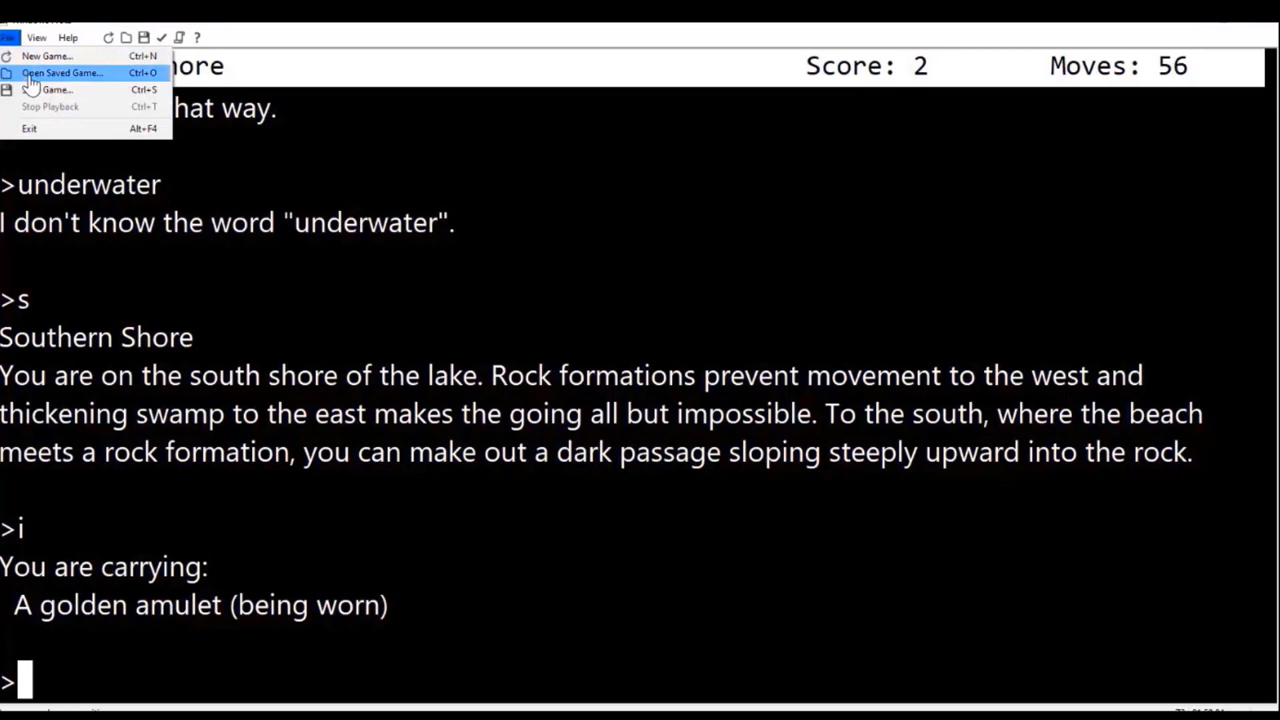 File View Help
New Game... Ctrl+N
Open Saved Game... Ctrl+O
Game... Ctrl+S
Stop Playback Ctrl+T
Exit Alt+F4
hore Score: 2 Moves: 56
hat way.
>underwater
I don't know the word "underwater".
>s
Southern Shore
You are on the south shore of the lake. Rock formations prevent movement to the west and
thickening swamp to the east makes the going all but impossible. To the south, where the beach
meets a rock formation, you can make out a dark passage sloping steeply upward into the rock.
>i
You are carrying:
A golden amulet (being worn)
>